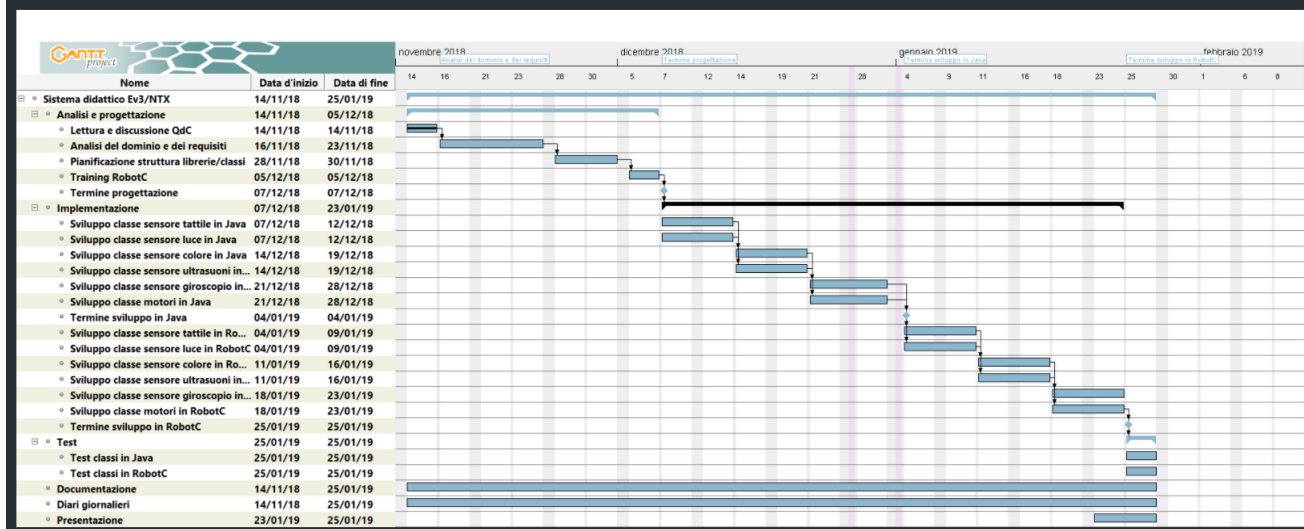 GANTT
project
novembre 2018 dicembre 2018 gennaio 2019 febbraio 2019
Analisi del dominio e dei requisiti Termine progettazione Termine sviluppo in Java Termine sviluppo in RobotC
Nome Data d'inizio Data di fine 14 16 21 23 28 30 5 7 12 14 19 21 28 4 9 11 16 18 23 25 30 1 6 8
Sistema didattico Ev3/NTX 14/11/18 25/01/19
Analisi e progettazione 14/11/18 05/12/18
Lettura e discussione QdC 14/11/18 14/11/18
Analisi del dominio e dei requisiti 16/11/18 23/11/18
Pianificazione struttura librerie/classi 28/11/18 30/11/18
Training RobotC 05/12/18 05/12/18
Termine progettazione 07/12/18 07/12/18
Implementazione 07/12/18 23/01/19
Sviluppo classe sensore tattile in Java 07/12/18 12/12/18
Sviluppo classe sensore luce in Java 07/12/18 12/12/18
Sviluppo classe sensore colore in Java 14/12/18 19/12/18
Sviluppo classe sensore ultrasuoni in... 14/12/18 19/12/18
Sviluppo classe sensore giroscopio in... 21/12/18 28/12/18
Sviluppo classe motori in Java 21/12/18 28/12/18
Termine sviluppo in Java 04/01/19 04/01/19
Sviluppo classe sensore tattile in Ro... 04/01/19 09/01/19
Sviluppo classe sensore luce in RobotC 04/01/19 09/01/19
Sviluppo classe sensore colore in Ro... 11/01/19 16/01/19
Sviluppo classe sensore ultrasuoni in... 11/01/19 16/01/19
Sviluppo classe sensore giroscopio in... 18/01/19 23/01/19
Sviluppo classe motori in RobotC 18/01/19 23/01/19
Termine sviluppo in RobotC 25/01/19 25/01/19
Test 25/01/19 25/01/19
Test classi in Java 25/01/19 25/01/19
Test classi in RobotC 25/01/19 25/01/19
Documentazione 14/11/18 25/01/19
Diari giornalieri 14/11/18 25/01/19
Presentazione 23/01/19 25/01/19